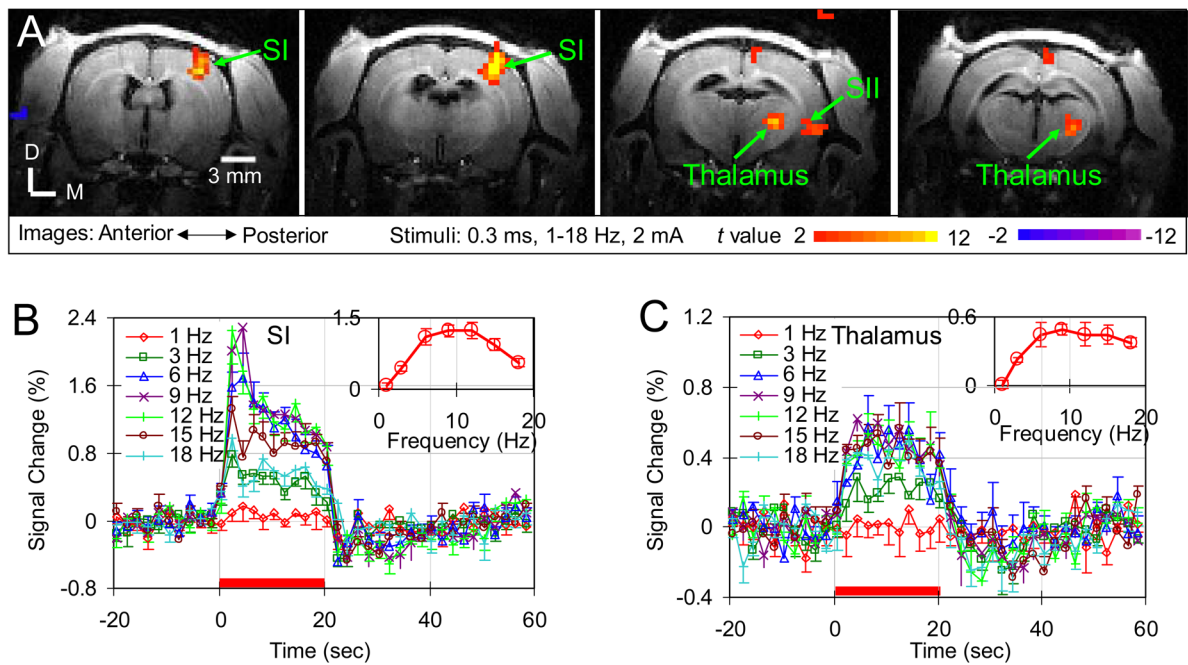 A
SI
SI
SII
Thalamus
Thalamus
D
M
3 mm
Images: Anterior Posterior Stimuli: 0.3 ms, 1-18 Hz, 2 mA t value 2 12 -2 -12
B
SI
2.4
1.6
0.8
0
-0.8
Signal Change (%)
1 Hz
3 Hz
6 Hz
9 Hz
12 Hz
15 Hz
18 Hz
1.5
0
0 10 20
Frequency (Hz)
-20 0 20 40 60
Time (sec)
C
Thalamus
1.2
0.8
0.4
0
-0.4
Signal Change (%)
1 Hz
3 Hz
6 Hz
9 Hz
12 Hz
15 Hz
18 Hz
0.6
0
0 10 20
Frequency (Hz)
-20 0 20 40 60
Time (sec)